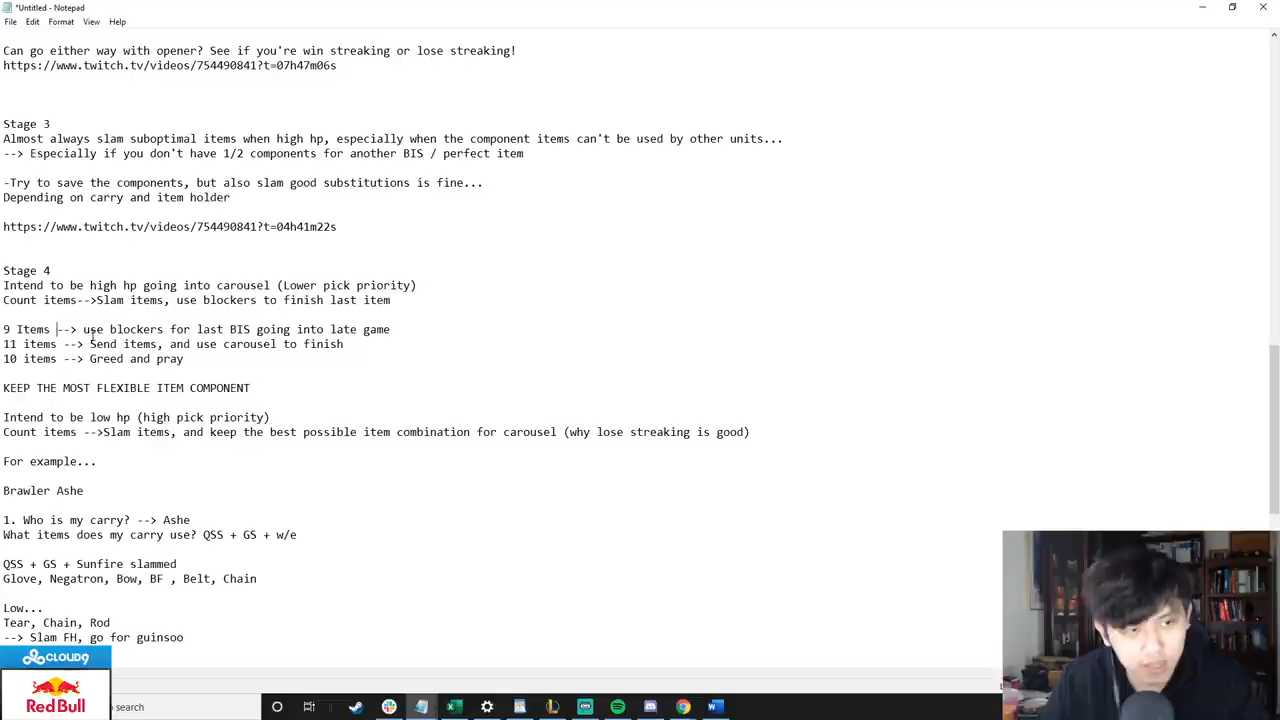 *Untitled - Notepad
File Edit Format View Help
Can go either way with opener? See if you're win streaking or lose streaking!
https://www.twitch.tv/videos/754490841?t=07h47m06s
Stage 3
Almost always slam suboptimal items when high hp, especially when the component items can't be used by other units...
--> Especially if you don't have 1/2 components for another BIS / perfect item
-Try to save the components, but also slam good substitutions is fine...
Depending on carry and item holder
https://www.twitch.tv/videos/754490841?t=04h41m22s
Stage 4
Intend to be high hp going into carousel (Lower pick priority)
Count items-->Slam items, use blockers to finish last item
9 Items --> use blockers for last BIS going into late game
11 items --> Send items, and use carousel to finish
10 items --> Greed and pray
KEEP THE MOST FLEXIBLE ITEM COMPONENT
Intend to be low hp (high pick priority)
Count items -->Slam items, and keep the best possible item combination for carousel (why lose streaking is good)
For example...
Brawler Ashe
1. Who is my carry? --> Ashe
What items does my carry use? QSS + GS + w/e
QSS + GS + Sunfire slammed
Glove, Negatron, Bow, BF , Belt, Chain
Low...
Tear, Chain, Rod
--> Slam FH, go for guinsoo
CLOUD9
Red Bull
search